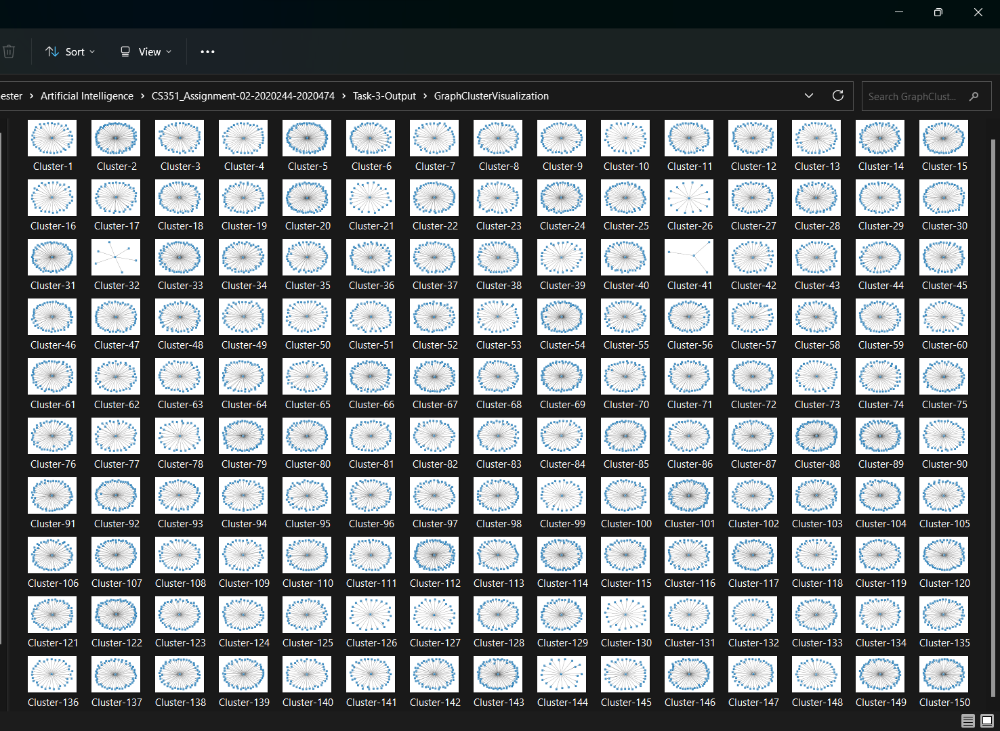 Sort View
ester > Artificial Intelligence > CS351_Assignment-02-2020244-2020474 > Task-3-Output > GraphClusterVisualization Search GraphClust...
Cluster-1 Cluster-2 Cluster-3 Cluster-4 Cluster-5 Cluster-6 Cluster-7 Cluster-8 Cluster-9 Cluster-10 Cluster-11 Cluster-12 Cluster-13 Cluster-14 Cluster-15
Cluster-16 Cluster-17 Cluster-18 Cluster-19 Cluster-20 Cluster-21 Cluster-22 Cluster-23 Cluster-24 Cluster-25 Cluster-26 Cluster-27 Cluster-28 Cluster-29 Cluster-30
Cluster-31 Cluster-32 Cluster-33 Cluster-34 Cluster-35 Cluster-36 Cluster-37 Cluster-38 Cluster-39 Cluster-40 Cluster-41 Cluster-42 Cluster-43 Cluster-44 Cluster-45
Cluster-46 Cluster-47 Cluster-48 Cluster-49 Cluster-50 Cluster-51 Cluster-52 Cluster-53 Cluster-54 Cluster-55 Cluster-56 Cluster-57 Cluster-58 Cluster-59 Cluster-60
Cluster-61 Cluster-62 Cluster-63 Cluster-64 Cluster-65 Cluster-66 Cluster-67 Cluster-68 Cluster-69 Cluster-70 Cluster-71 Cluster-72 Cluster-73 Cluster-74 Cluster-75
Cluster-76 Cluster-77 Cluster-78 Cluster-79 Cluster-80 Cluster-81 Cluster-82 Cluster-83 Cluster-84 Cluster-85 Cluster-86 Cluster-87 Cluster-88 Cluster-89 Cluster-90
Cluster-91 Cluster-92 Cluster-93 Cluster-94 Cluster-95 Cluster-96 Cluster-97 Cluster-98 Cluster-99 Cluster-100 Cluster-101 Cluster-102 Cluster-103 Cluster-104 Cluster-105
Cluster-106 Cluster-107 Cluster-108 Cluster-109 Cluster-110 Cluster-111 Cluster-112 Cluster-113 Cluster-114 Cluster-115 Cluster-116 Cluster-117 Cluster-118 Cluster-119 Cluster-120
Cluster-121 Cluster-122 Cluster-123 Cluster-124 Cluster-125 Cluster-126 Cluster-127 Cluster-128 Cluster-129 Cluster-130 Cluster-131 Cluster-132 Cluster-133 Cluster-134 Cluster-135
Cluster-136 Cluster-137 Cluster-138 Cluster-139 Cluster-140 Cluster-141 Cluster-142 Cluster-143 Cluster-144 Cluster-145 Cluster-146 Cluster-147 Cluster-148 Cluster-149 Cluster-150